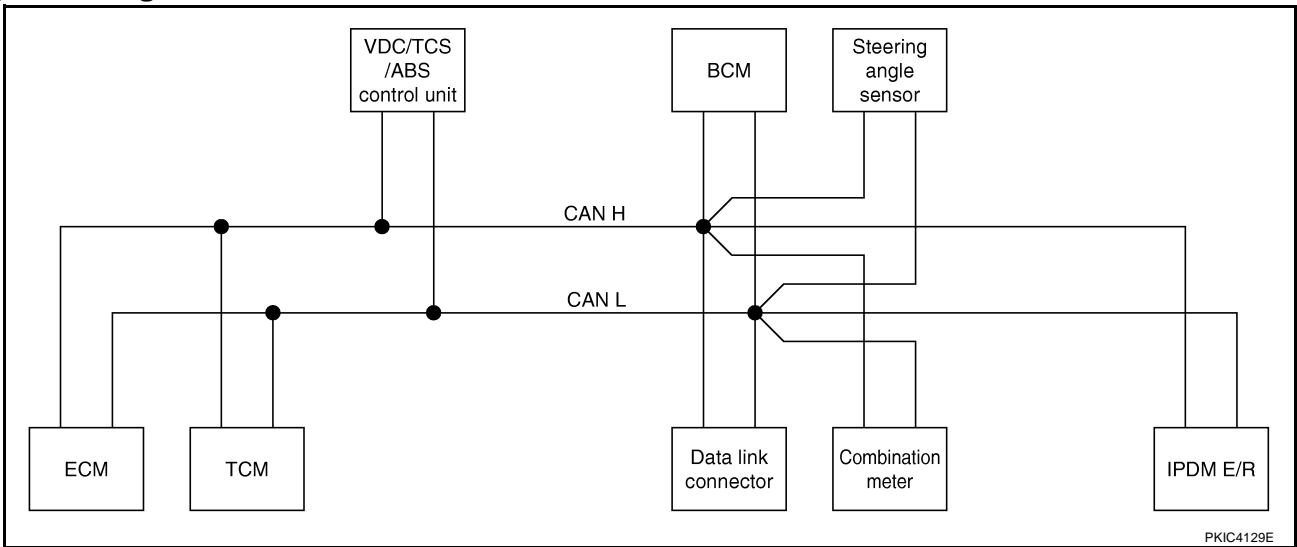 VDC/TCS
/ABS
control unit
BCM
Steering
angle
sensor
CAN H
CAN L
ECM
TCM
Data link
connector
Combination
meter
IPDM E/R
PKIC4129E